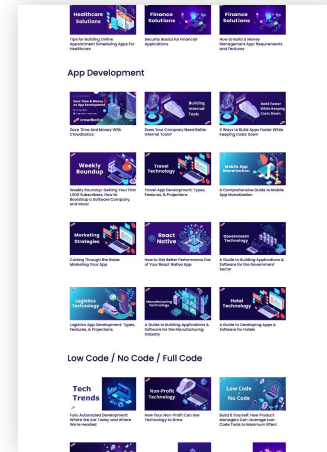 Healthcare
Solutions
Finance
Solutions
Finance
Solutions
Tips for Building Online
Appointment Scheduling Apps for
Healthcare
Security Basics for Financial
Applications
How to Build a Money
Management App: Requirements
and Features
App Development
Save Time & Money
on App Development
crowdbotics
Building
Internal
Tools
Build Faster
While Keeping
Costs Down
Save Time And Money With
Crowdbotics
Does Your Company Need Better
Internal Tools?
5 Ways to Build Apps Faster While
Keeping Costs Down
Weekly
Roundup
Travel
Technology
Mobile App
Monetization
Weekly Roundup: Getting Your First
1,000 Subscribers, How to
Bootstrap a Software Company,
and more!
Travel App Development: Types,
Features, & Projections
A Comprehensive Guide to Mobile
App Monetization
Marketing
Strategies
React
Native
Government
Technology
Cutting Through the Noise:
Marketing Your App
How to Get Better Performance Out
of Your React Native App
A Guide to Building Applications &
Software for the Government
Sector
Logistics
Technology
Manufacturing
Technology
Hotel
Technology
Logistics App Development: Types,
Features, & Projections
A Guide to Building Applications &
Software for the Manufacturing
Industry
A Guide to Developing Apps &
Software for Hotels
Low Code / No Code / Full Code
Tech
Trends
Non-Profit
Technology
Low Code
No Code
Fully Automated Development:
Where We Are Today and Where
We're Headed
How Your Non-Profit Can Use
Technology to Grow
Build It Yourself: How Product
Managers Can Leverage Low-
Code Tools to Maximum Effect